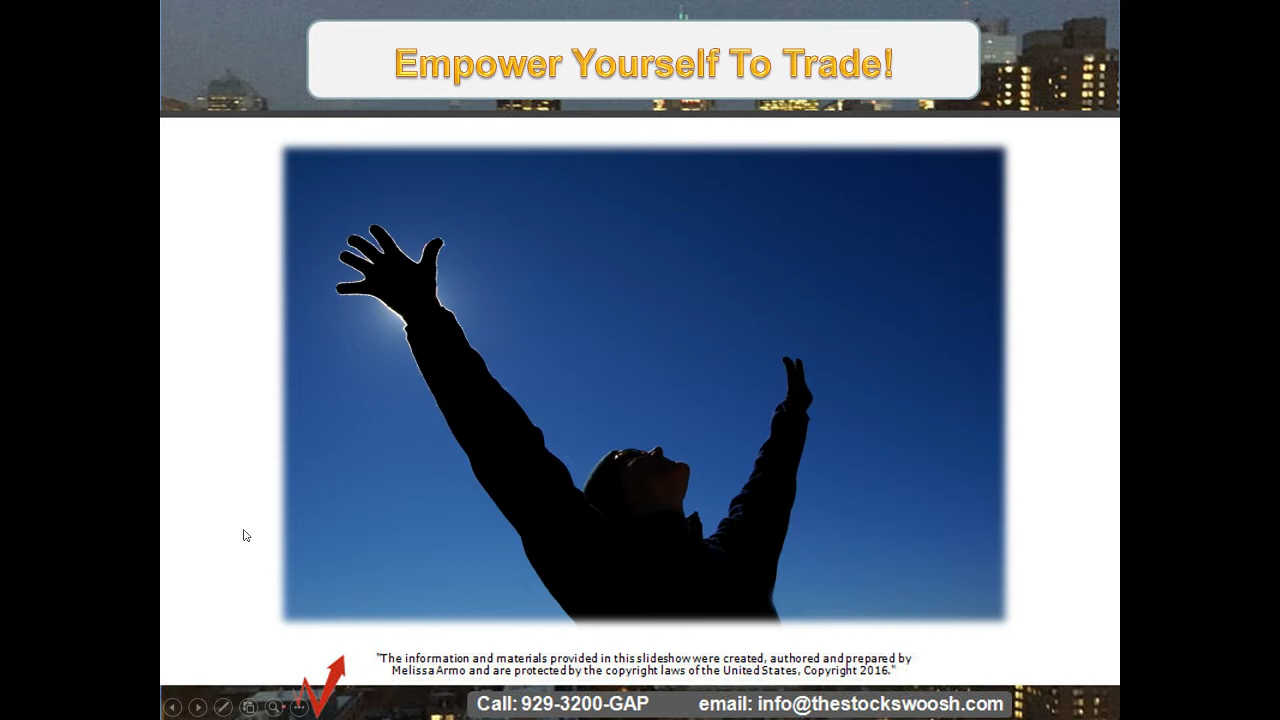 Empower Yourself To Trade!
"The information and materials provided in this slideshow were created, authored and prepared by
Melissa Armo and are protected by the copyright laws of the United States, Copyright 2016."
Call: 929-3200-GAP email: info@thestockswoosh.com